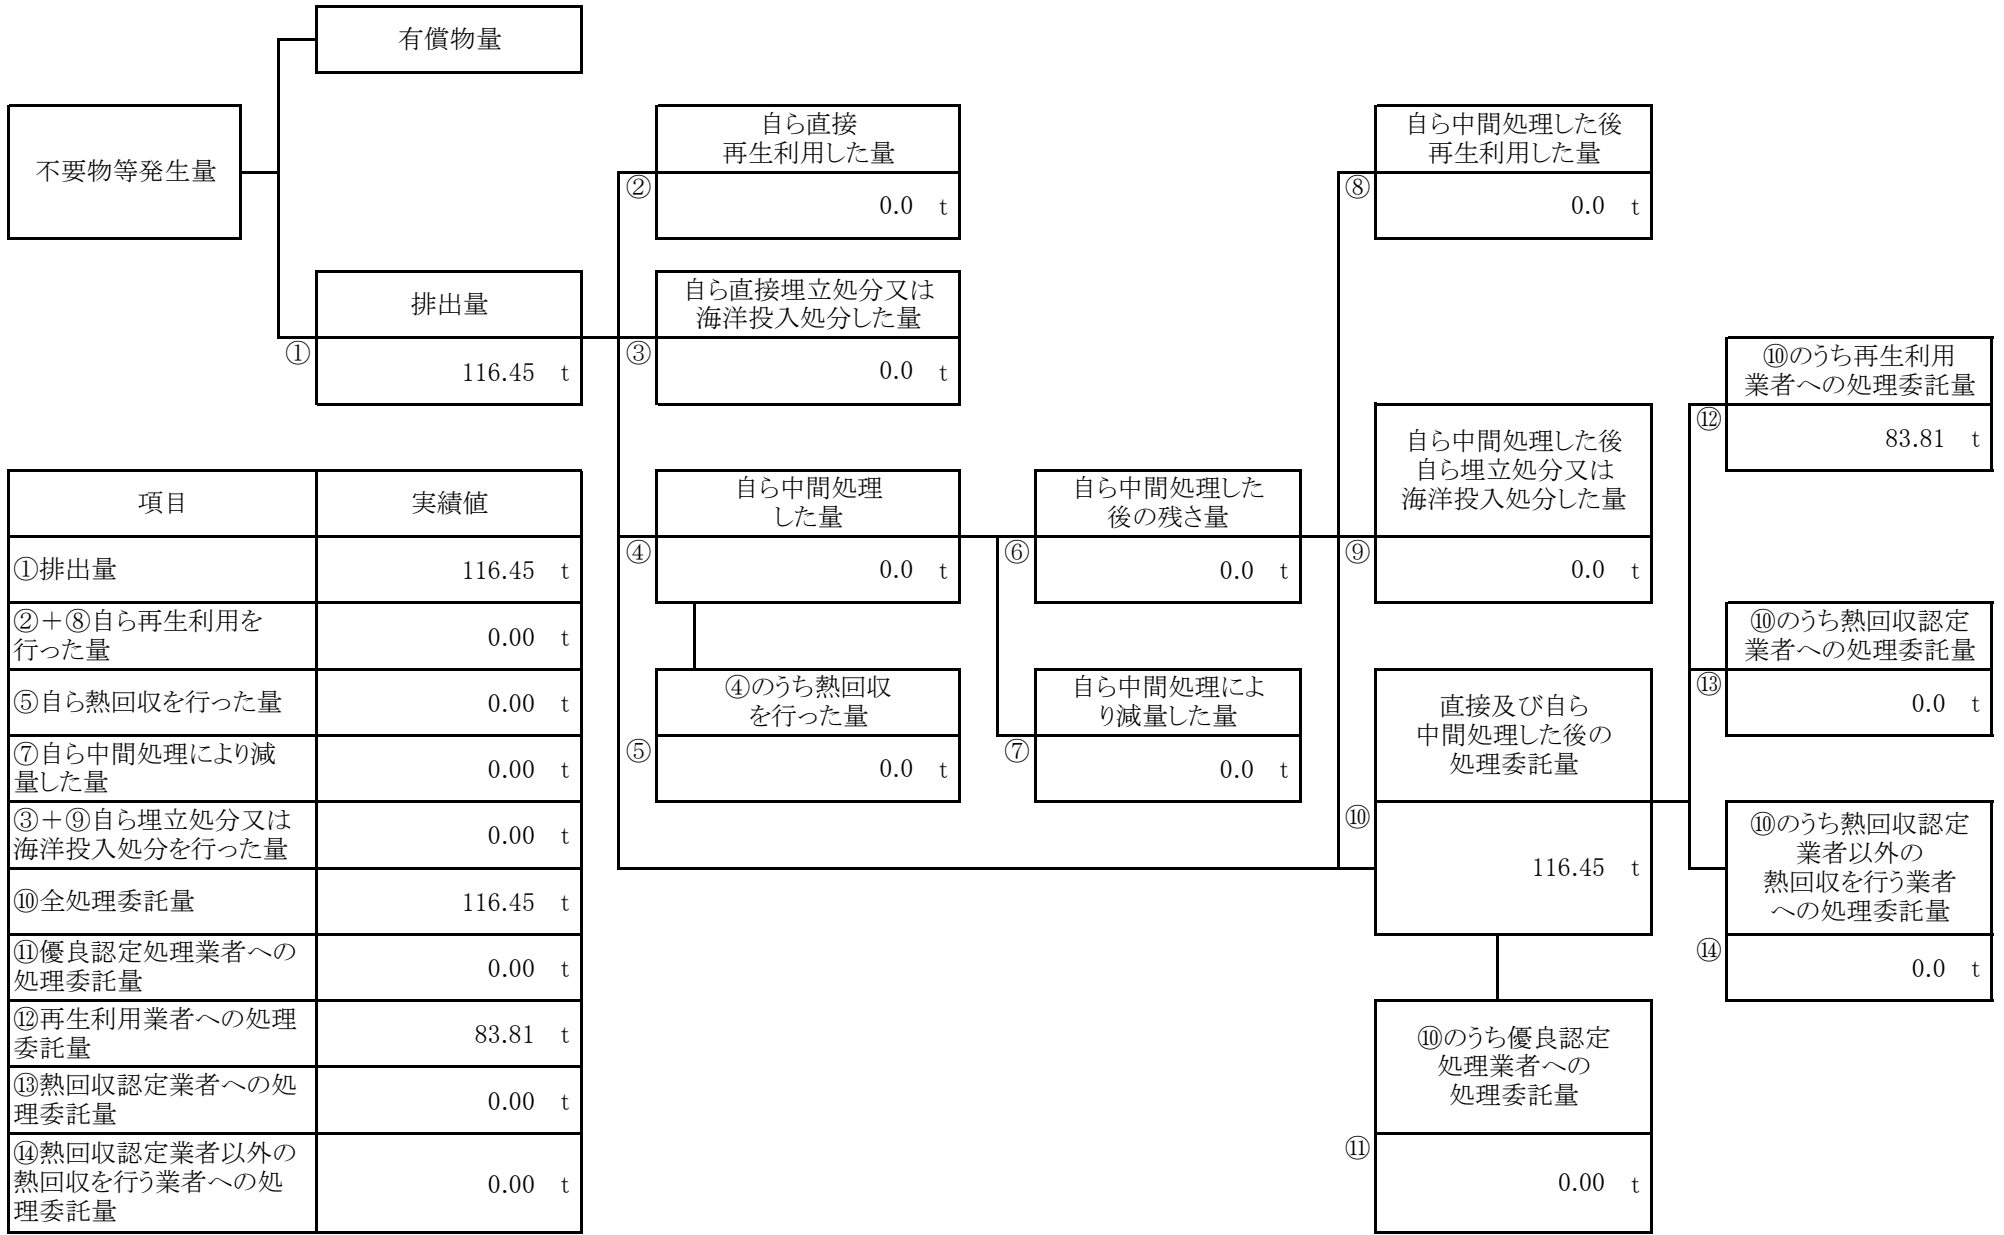 有償物量
不要物等発生量
排出量
①
116.45 t
自ら直接
再生利用した量
②
0.0 t
自ら直接埋立処分又は
海洋投入処分した量
③
0.0 t
自ら中間処理
した量
④
0.0 t
④のうち熱回収
を行った量
⑤
0.0 t
自ら中間処理した
後の残さ量
⑥
0.0 t
自ら中間処理によ
り減量した量
⑦
0.0 t
自ら中間処理した後
再生利用した量
⑧
0.0 t
自ら中間処理した後
自ら埋立処分又は
海洋投入処分した量
⑨
0.0 t
直接及び自ら
中間処理した後の
処理委託量
⑩
116.45 t
⑩のうち優良認定
処理業者への
処理委託量
⑪
0.00 t
⑩のうち再生利用
業者への処理委託量
⑫
83.81 t
⑩のうち熱回収認定
業者への処理委託量
⑬
0.0 t
⑩のうち熱回収認定
業者以外の
熱回収を行う業者
への処理委託量
⑭
0.0 t
項目 実績値
①排出量 116.45 t
②＋⑧自ら再生利用を
行った量 0.00 t
⑤自ら熱回収を行った量 0.00 t
⑦自ら中間処理により減
量した量 0.00 t
③＋⑨自ら埋立処分又は
海洋投入処分を行った量 0.00 t
⑩全処理委託量 116.45 t
⑪優良認定処理業者への
処理委託量 0.00 t
⑫再生利用業者への処理
委託量 83.81 t
⑬熱回収認定業者への処
理委託量 0.00 t
⑭熱回収認定業者以外の
熱回収を行う業者への処
理委託量 0.00 t